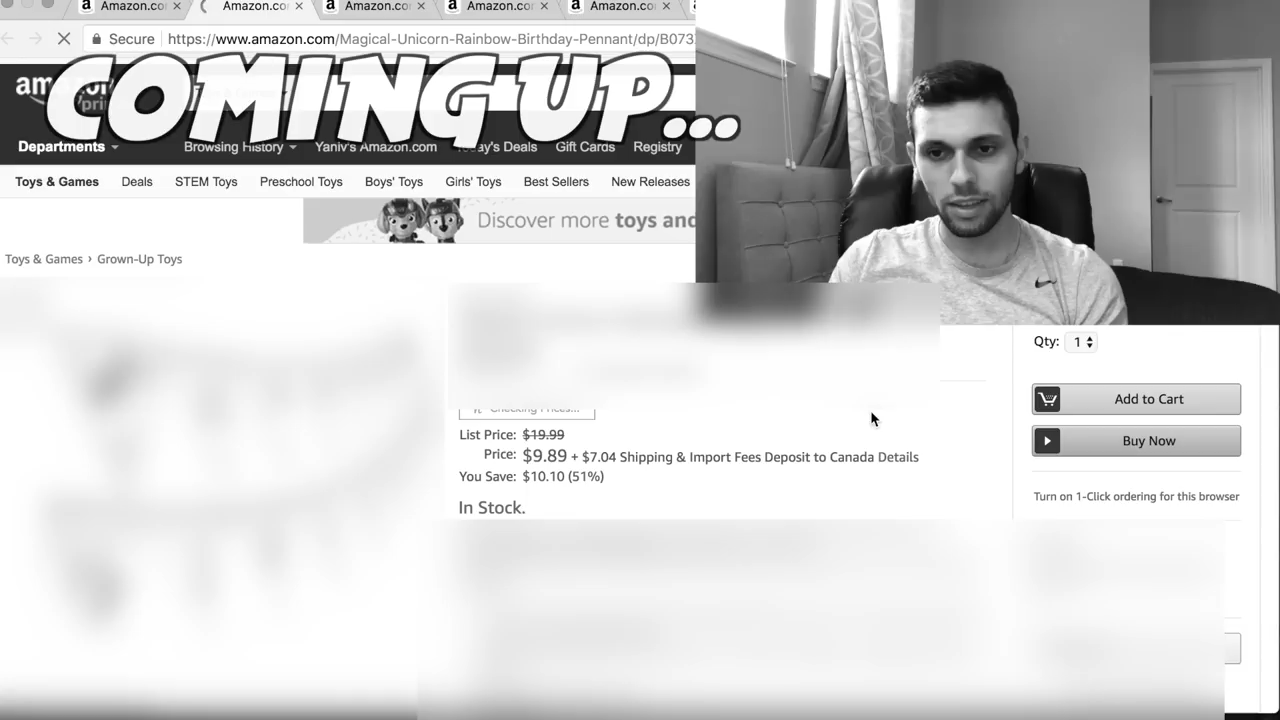 Amazon.co
Amazon.co
Amazon.co
Amazon.co
Amazon.co
Secure https://www.amazon.com/Magical-Unicorn-Rainbow-Birthday-Pennant/dp/B073
COMING UP...
Departments Browsing History Yaniv's Amazon.com Today's Deals Gift Cards Registry
Toys & Games Deals STEM Toys Preschool Toys Boys' Toys Girls' Toys Best Sellers New Releases
Discover more toys and
Toys & Games › Grown-Up Toys
Qty: 1
Checking Prices...
Add to Cart
List Price: $19.99
Buy Now
Price: $9.89 + $7.04 Shipping & Import Fees Deposit to Canada Details
You Save: $10.10 (51%)
Turn on 1-Click ordering for this browser
In Stock.